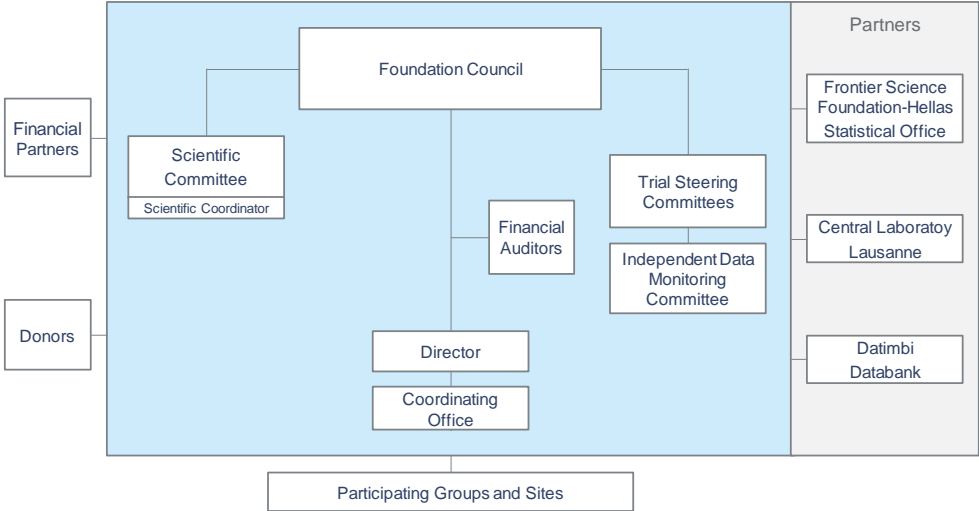 Partners
Foundation Council
Frontier Science
Foundation-Hellas
Statistical Office
Financial
Partners
Scientific
Committee
Scientific Coordinator
Trial Steering
Committees
Financial
Auditors
Central Laboratoy
Lausanne
Independent Data
Monitoring
Committee
Donors
Director
Datimbi
Databank
Coordinating
Office
Participating Groups and Sites